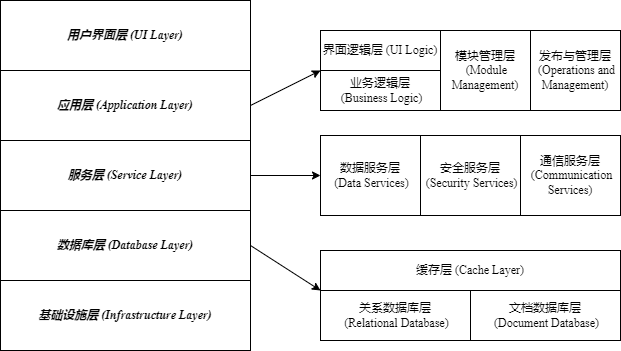 用户界面层 (UI Layer)
应用层 (Application Layer)
服务层 (Service Layer)
数据库层 (Database Layer)
基础设施层 (Infrastructure Layer)
界面逻辑层 (UI Logic)
业务逻辑层
(Business Logic)
模块管理层
(Module
Management)
发布与管理层
(Operations and
Management)
数据服务层
(Data Services)
安全服务层
(Security Services)
通信服务层
(Communication
Services)
缓存层 (Cache Layer)
关系数据库层
(Relational Database)
文档数据库层
(Document Database)